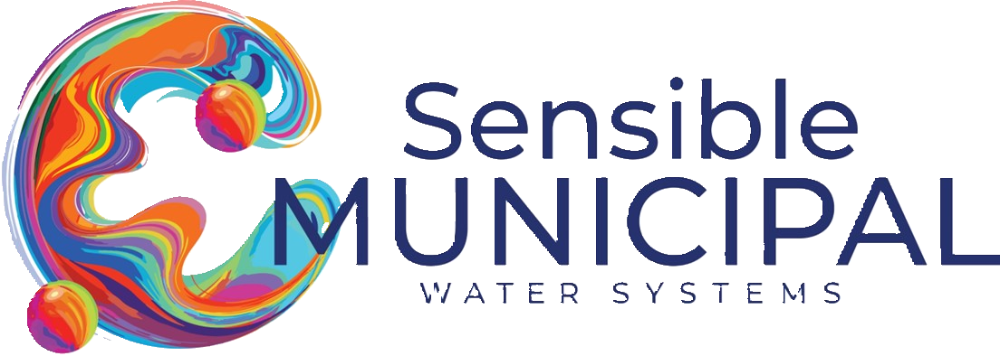 Sensible
MUNICIPAL
WATER SYSTEMS